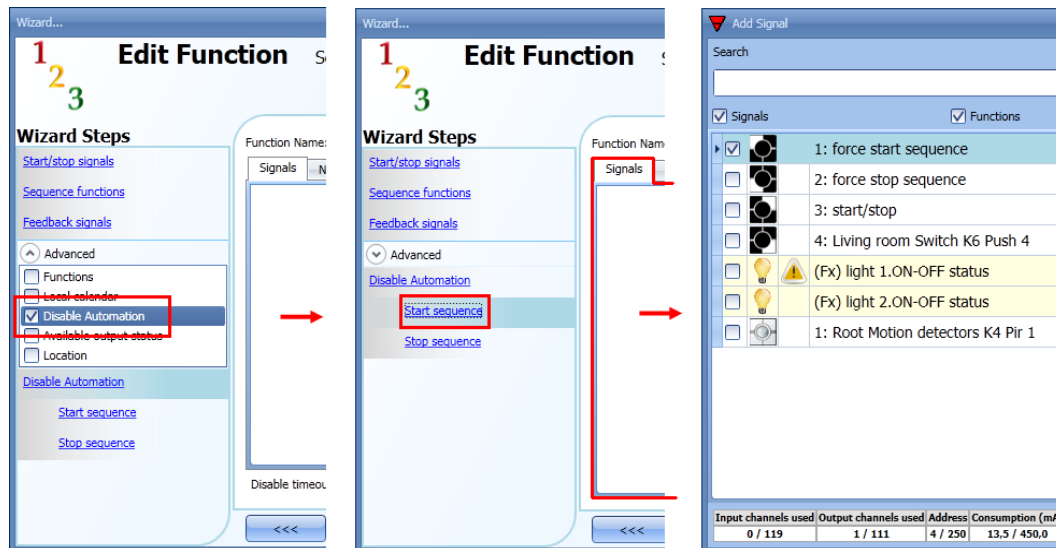 Wizard...
1 2 3
Edit Function
Wizard Steps
Start/stop signals
Sequence functions
Feedback signals
Advanced
Functions
Local calendar
Disable Automation
Available output status
Location
Disable Automation
Start sequence
Stop sequence
Function Name:
Signals N
Disable timeou
<<<
Wizard...
1 2 3
Edit Function
Wizard Steps
Start/stop signals
Sequence functions
Feedback signals
Advanced
Disable Automation
Start sequence
Stop sequence
Function Nam
Signals
<<<
Add Signal
Search
Signals Functions
1: force start sequence
2: force stop sequence
3: start/stop
4: Living room Switch K6 Push 4
(Fx) light 1.ON-OFF status
(Fx) light 2.ON-OFF status
1: Root Motion detectors K4 Pir 1
Input channels used Output channels used Address Consumption (mA
0 / 119 1 / 111 4 / 250 13,5 / 450,0